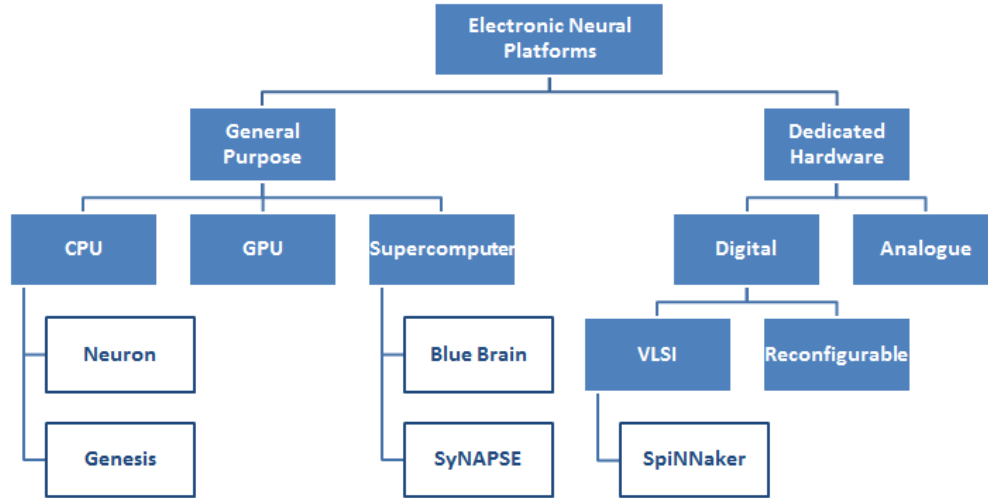 Electronic Neural
Platforms
General
Purpose
Dedicated
Hardware
CPU
GPU
Supercomputer
Digital
Analogue
Neuron
Blue Brain
VLSI
Reconfigurable
Genesis
SyNAPSE
SpiNNaker